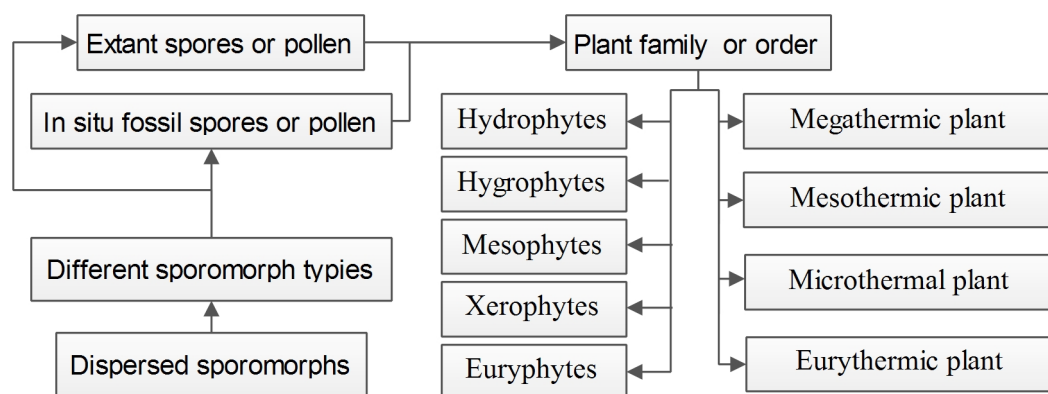 Extant spores or pollen
Plant family or order
In situ fossil spores or pollen
Different sporomorph typies
Dispersed sporomorphs
Hydrophytes
Hygrophytes
Mesophytes
Xerophytes
Euryphytes
Megathermic plant
Mesothermic plant
Microthermal plant
Eurythermic plant